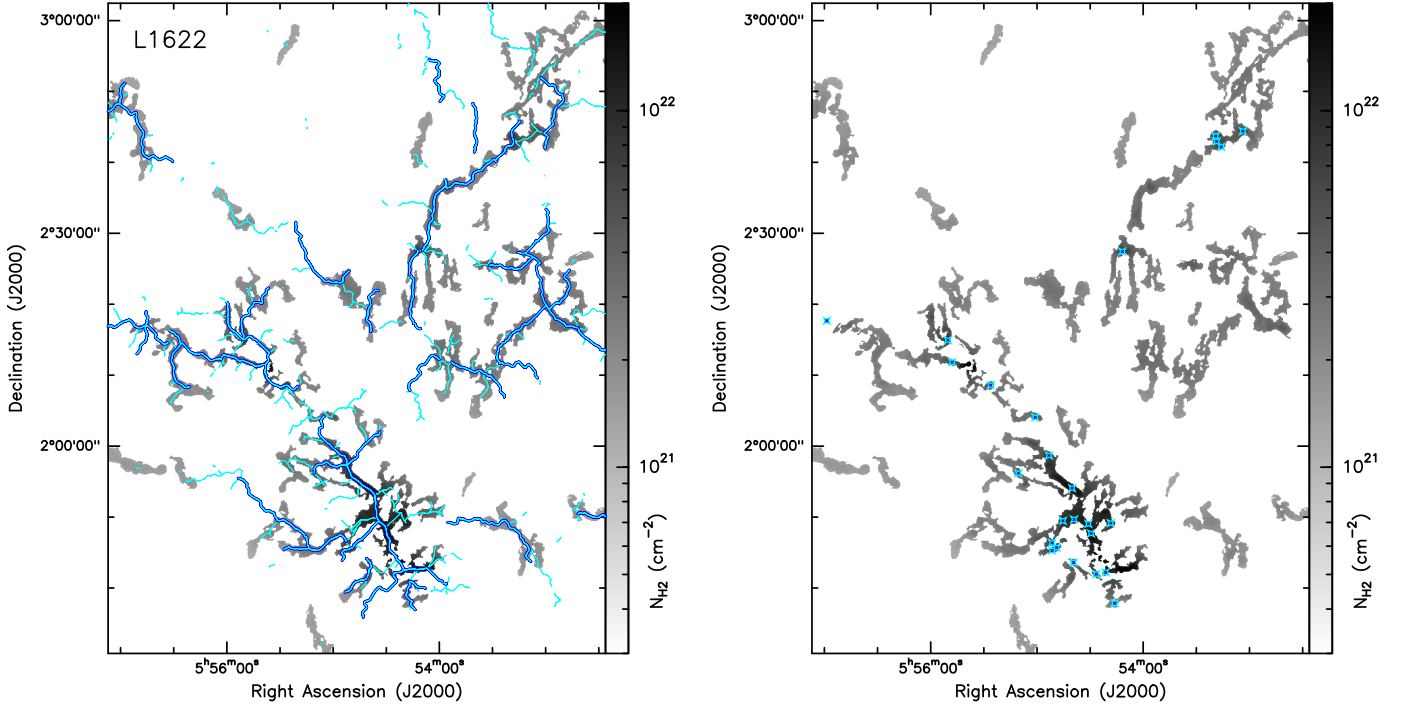 L1622
3°00'00"
2°30'00"
2°00'00"
Declination (J2000)
5ʰ56ᵐ00ˢ
54ᵐ00ˢ
Right Ascension (J2000)
10²²
10²¹
N_H2 (cm⁻²)
3°00'00"
2°30'00"
2°00'00"
Declination (J2000)
5ʰ56ᵐ00ˢ
54ᵐ00ˢ
Right Ascension (J2000)
10²²
10²¹
N_H2 (cm⁻²)